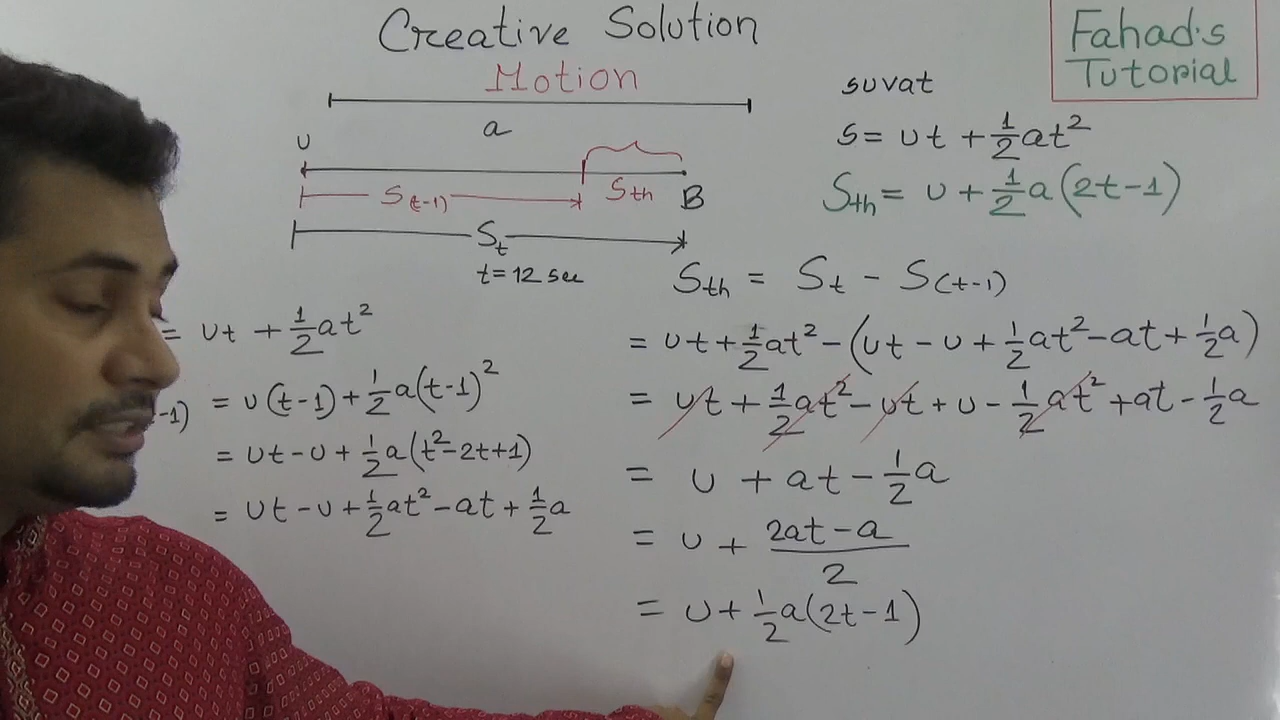 Creative Solution
Motion
Fahad's
Tutorial
a
suvat
s = ut + 1/2 at²
u
S(t-1)
Sth
B
Sth = u + 1/2 a(2t-1)
St
t = 12 sec
Sth = St - S(t-1)
= ut + 1/2 at²
= u(t-1) + 1/2 a(t-1)²
-1)
= ut - u + 1/2 a(t²-2t+1)
= ut - u + 1/2 at² - at + 1/2 a
= ut + 1/2 at² - (ut - u + 1/2 at² - at + 1/2 a)
= ut + 1/2 at² - ut + u - 1/2 at² + at - 1/2 a
= u + at - 1/2 a
= u + (2at - a)/2
= u + 1/2 a(2t-1)